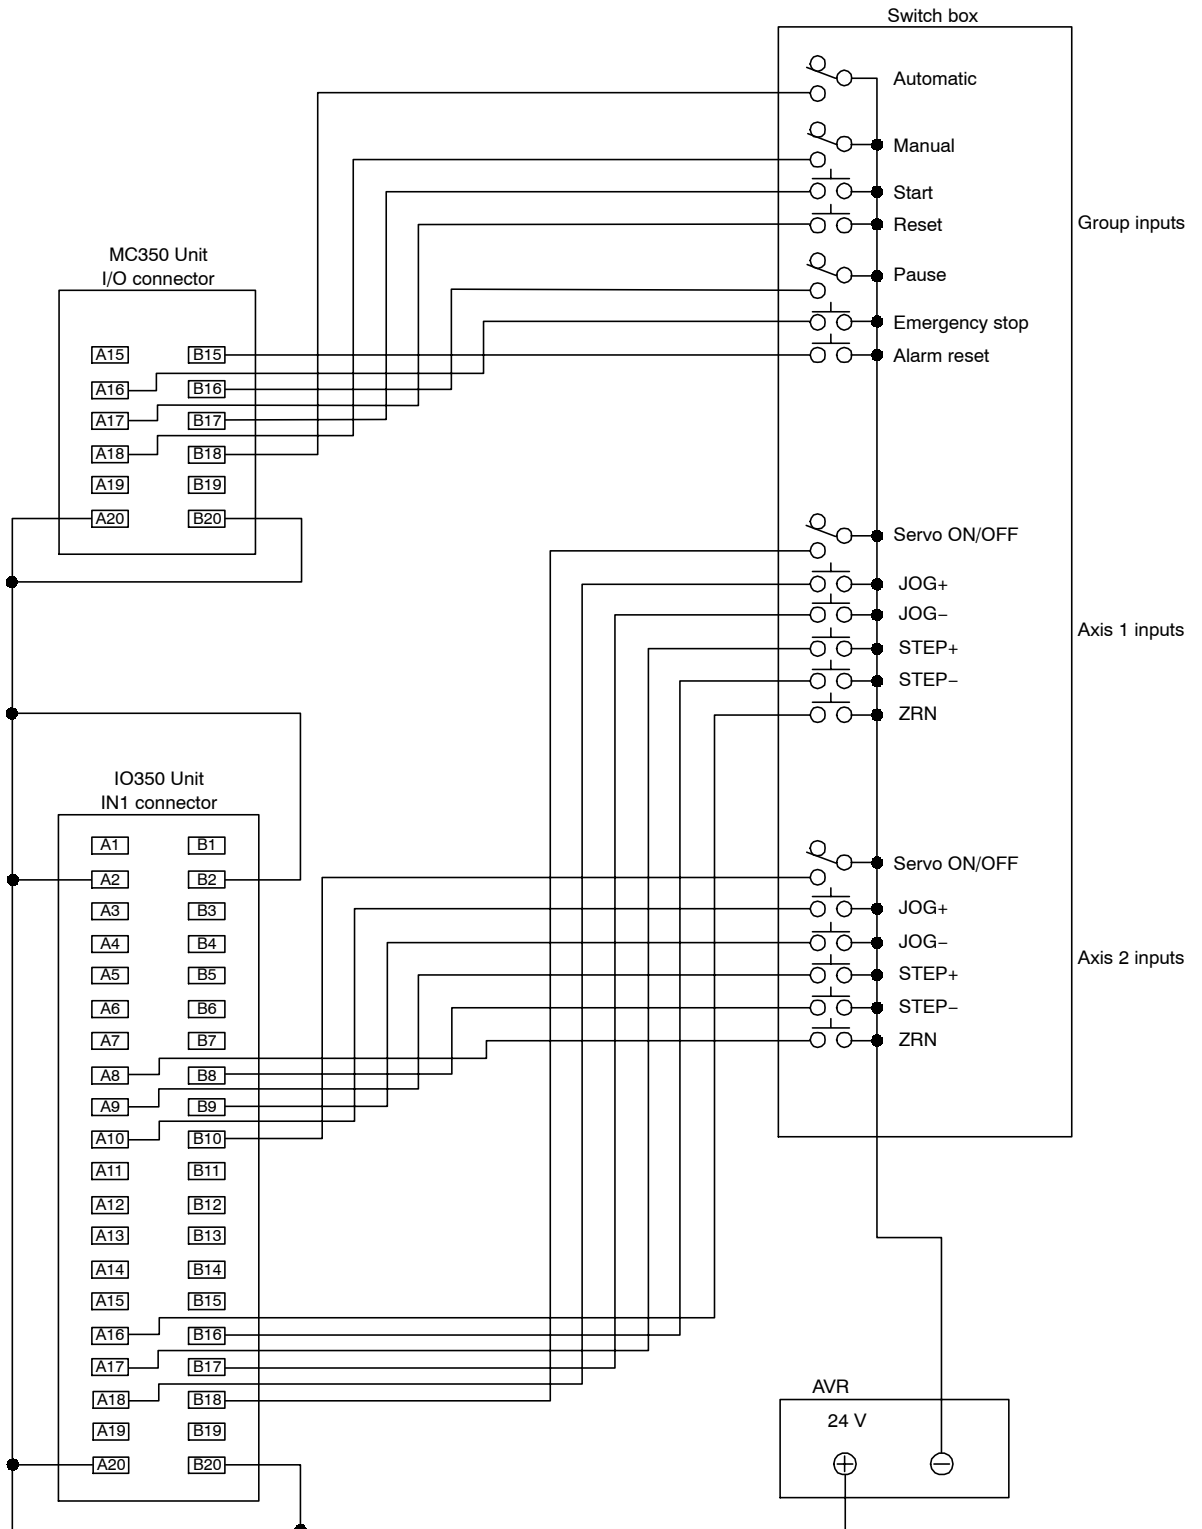 Switch box
Automatic
Manual
Start
Reset
Group inputs
MC350 Unit
I/O connector
Pause
Emergency stop
Alarm reset
A15 B15
A16 B16
A17 B17
A18 B18
A19 B19
A20 B20
Servo ON/OFF
JOG+
JOG−
Axis 1 inputs
STEP+
STEP−
ZRN
IO350 Unit
IN1 connector
A1 B1
A2 B2
A3 B3
A4 B4
A5 B5
A6 B6
A7 B7
A8 B8
A9 B9
A10 B10
A11 B11
A12 B12
A13 B13
A14 B14
A15 B15
A16 B16
A17 B17
A18 B18
A19 B19
A20 B20
Servo ON/OFF
JOG+
JOG−
Axis 2 inputs
STEP+
STEP−
ZRN
AVR
24 V
+ −